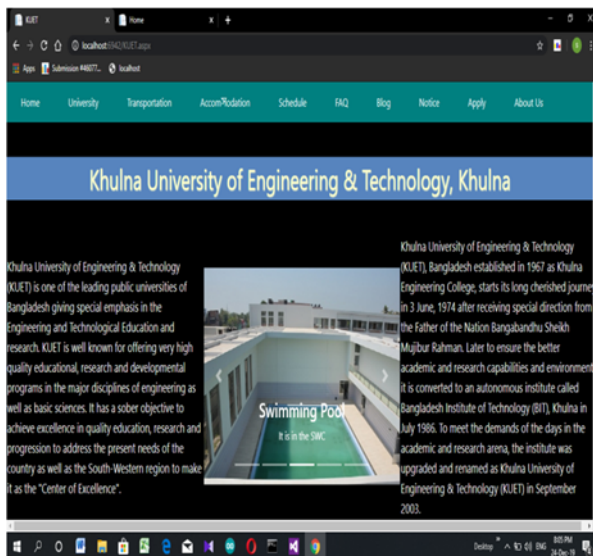 KUET
Home
localhost:6942/KUET.aspx
Apps
Submission #46077...
localhost
Home University Transportation Accommodation Schedule FAQ Blog Notice Apply About Us
Khulna University of Engineering & Technology, Khulna
Khulna University of Engineering & Technology
(KUET) is one of the leading public universities of
Bangladesh giving special emphasis in the
Engineering and Technological Education and
research. KUET is well known for offering very high
quality educational, research and developmental
programs in the major disciplines of engineering as
well as basic sciences. It has a sober objective to
achieve excellence in quality education, research and
progression to address the present needs of the
country as well as the South-Western region to make
it as the "Center of Excellence".
Swimming Pool
It is in the SWC
Khulna University of Engineering & Technology
(KUET), Bangladesh established in 1967 as Khulna
Engineering College, starts its long cherished journe
in 3 June, 1974 after receiving special direction from
the Father of the Nation Bangabandhu Sheikh
Mujibur Rahman. Later to ensure the better
academic and research capabilities and environment
it is converted to an autonomous institute called
Bangladesh Institute of Technology (BIT), Khulna in
July 1986. To meet the demands of the days in the
academic and research arena, the institute was
upgraded and renamed as Khulna University of
Engineering & Technology (KUET) in September
2003.
Desktop
ENG
8:05 PM
24-Dec-19